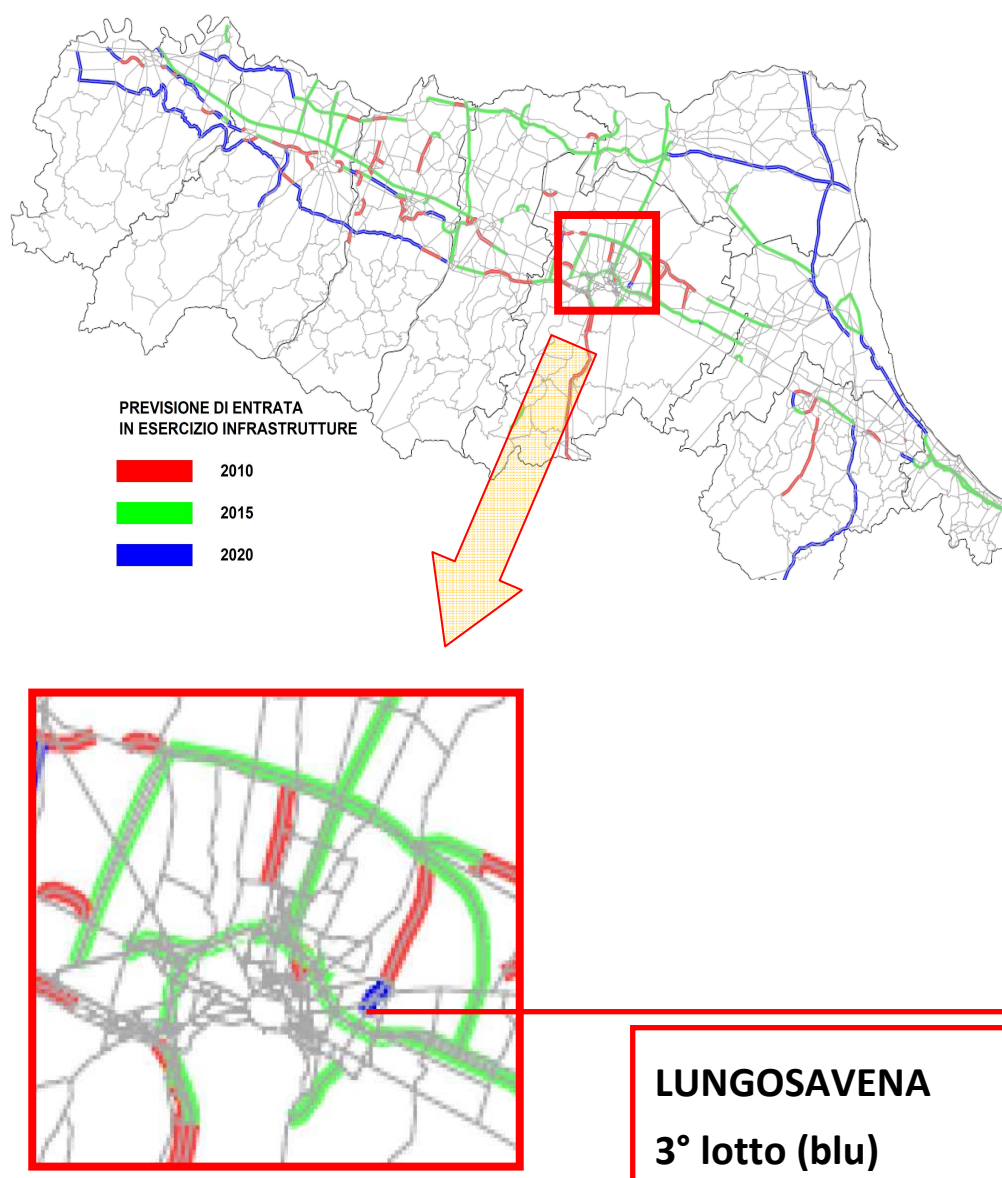 PREVISIONE DI ENTRATA
IN ESERCIZIO INFRASTRUTTURE
2010
2015
2020
LUNGOSAVENA
3° lotto (blu)